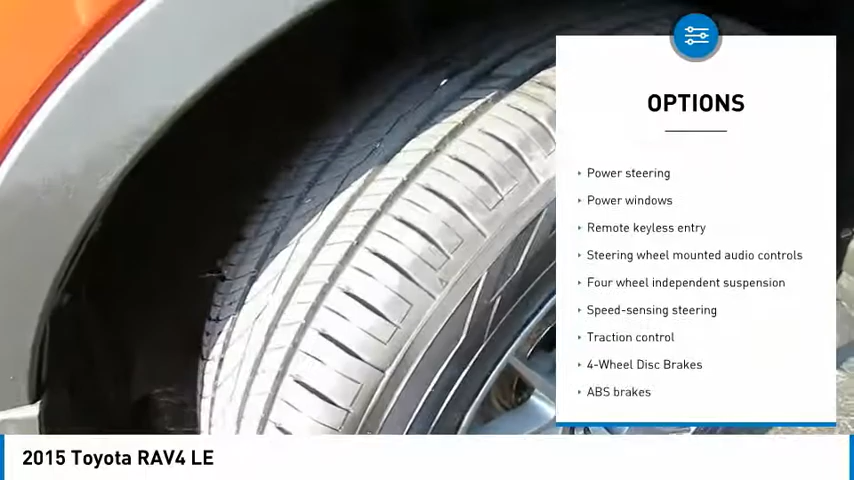 OPTIONS
Power steering
Power windows
Remote keyless entry
Steering wheel mounted audio controls
Four wheel independent suspension
Speed-sensing steering
Traction control
4-Wheel Disc Brakes
ABS brakes
2015 Toyota RAV4 LE